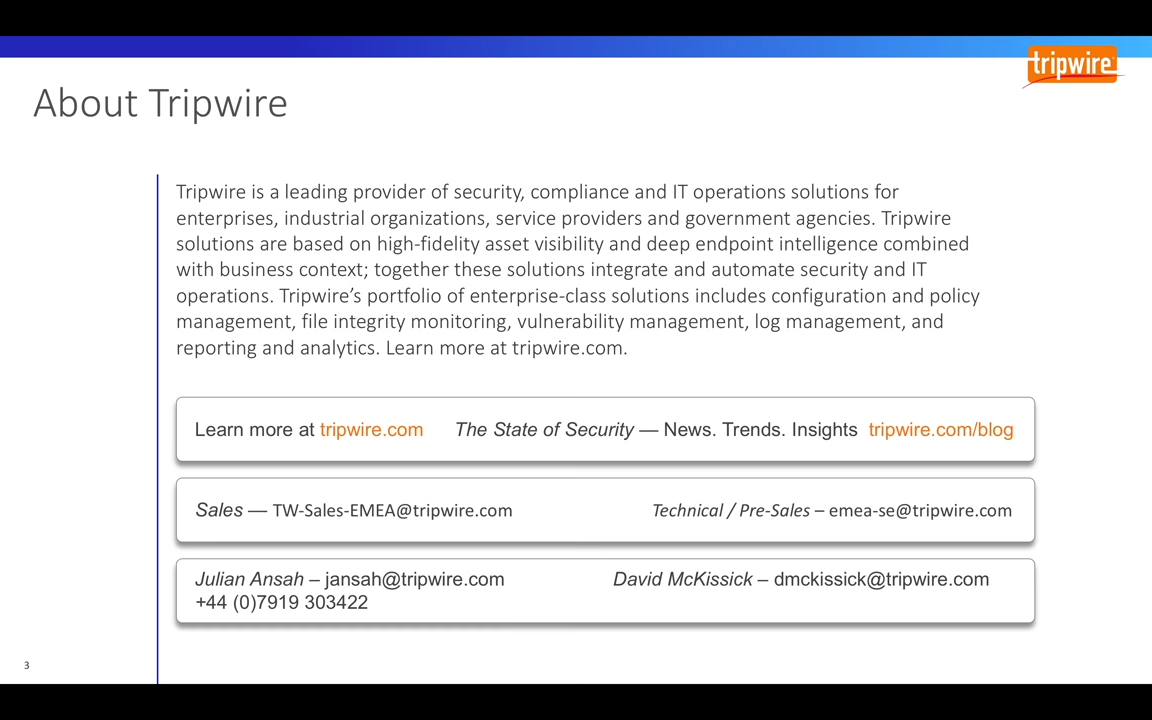 tripwire
About Tripwire
Tripwire is a leading provider of security, compliance and IT operations solutions for
enterprises, industrial organizations, service providers and government agencies. Tripwire
solutions are based on high-fidelity asset visibility and deep endpoint intelligence combined
with business context; together these solutions integrate and automate security and IT
operations. Tripwire’s portfolio of enterprise-class solutions includes configuration and policy
management, file integrity monitoring, vulnerability management, log management, and
reporting and analytics. Learn more at tripwire.com.
Learn more at tripwire.com The State of Security — News. Trends. Insights tripwire.com/blog
Sales — TW-Sales-EMEA@tripwire.com Technical / Pre-Sales – emea-se@tripwire.com
Julian Ansah – jansah@tripwire.com David McKissick – dmckissick@tripwire.com
+44 (0)7919 303422
3